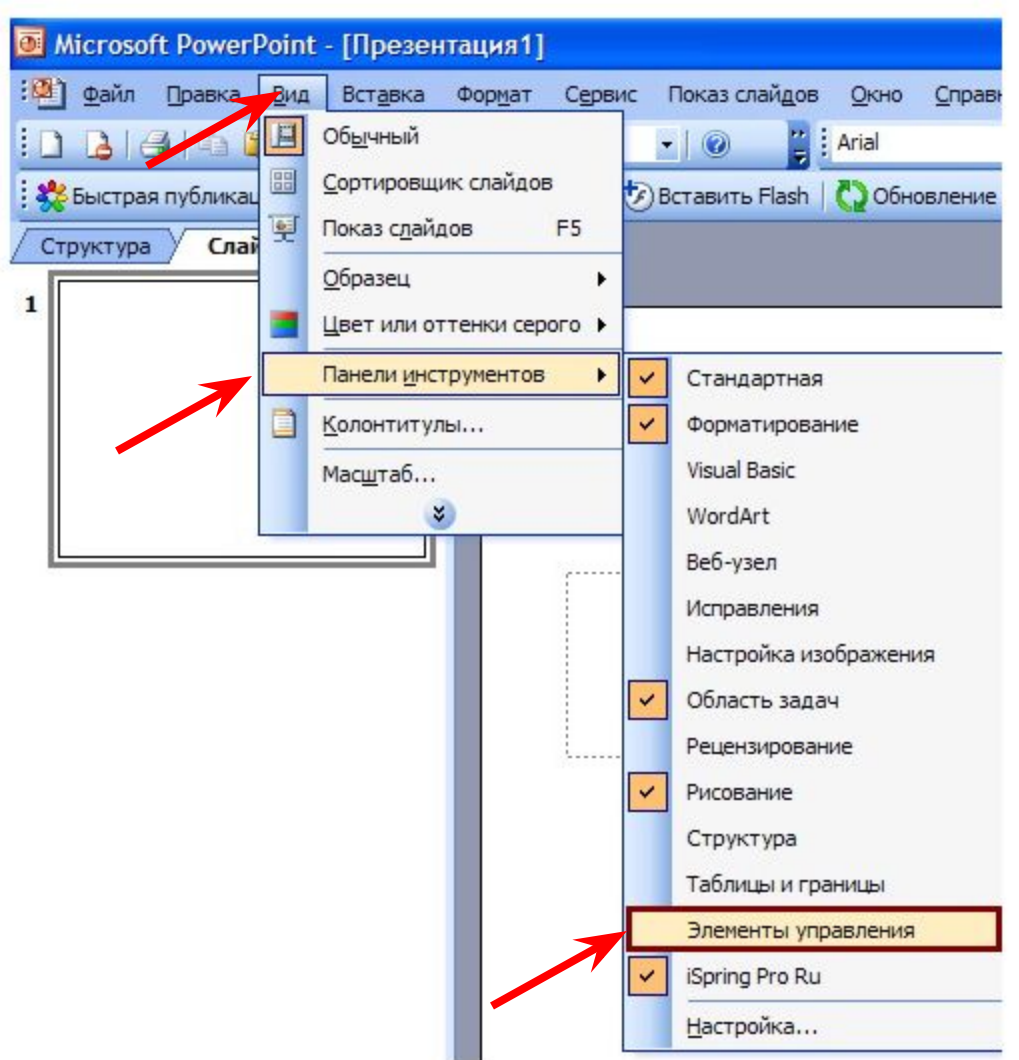 Microsoft PowerPoint - [Презентация1]
Файл Правка Вид Вставка Формат Сервис Показ слайдов Окно
Arial
Быстрая Вставить Flash Обновление
Структура
1
Обычный
Сортировщик слайдов
Показ слайдов F5
Образец
Цвет или оттенки серого
Панели инструментов
Колонтитулы...
Масштаб...
Стандартная
Форматирование
Visual Basic
WordArt
Веб-узел
Исправления
Настройка изображения
Область задач
Рецензирование
Рисование
Структура
Таблицы и границы
Элементы управления
iSpring Pro Ru
Настройка...